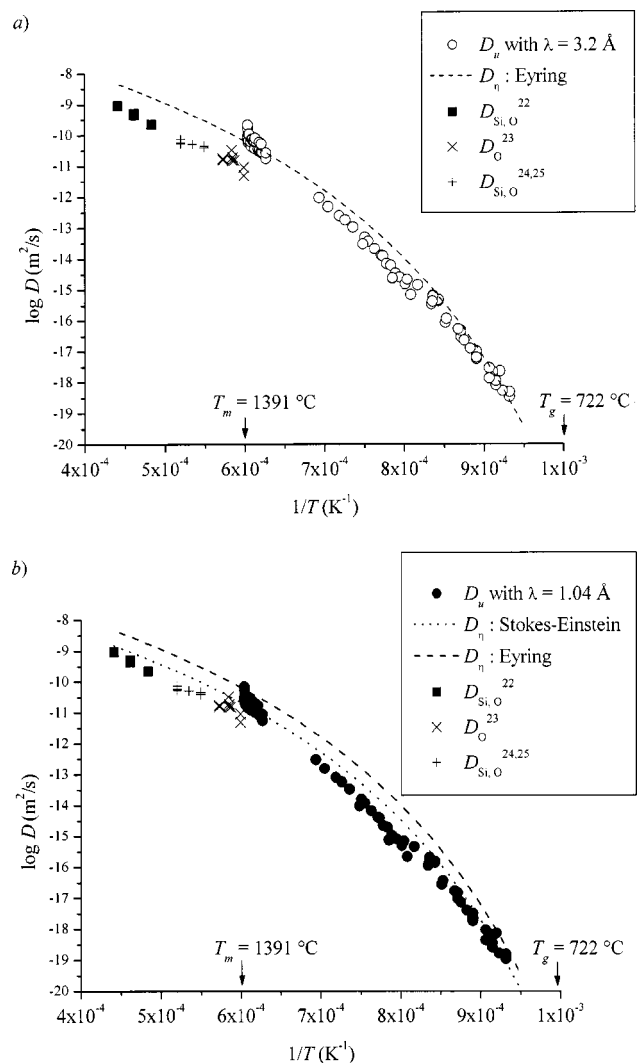 a)
D_u with λ = 3.2 Å
D_η : Eyring
D_Si, O^22
D_O^23
D_Si, O^24,25
-8
-9
-10
-11
-12
-13
-14
-15
-16
-17
-18
-19
-20
log D (m²/s)
T_m = 1391 °C
T_g = 722 °C
4x10⁻⁴ 5x10⁻⁴ 6x10⁻⁴ 7x10⁻⁴ 8x10⁻⁴ 9x10⁻⁴ 1x10⁻³
1/T (K⁻¹)
b)
D_u with λ = 1.04 Å
D_η : Stokes-Einstein
D_η : Eyring
D_Si, O^22
D_O^23
D_Si, O^24,25
-8
-9
-10
-11
-12
-13
-14
-15
-16
-17
-18
-19
-20
log D (m²/s)
T_m = 1391 °C
T_g = 722 °C
4x10⁻⁴ 5x10⁻⁴ 6x10⁻⁴ 7x10⁻⁴ 8x10⁻⁴ 9x10⁻⁴ 1x10⁻³
1/T (K⁻¹)